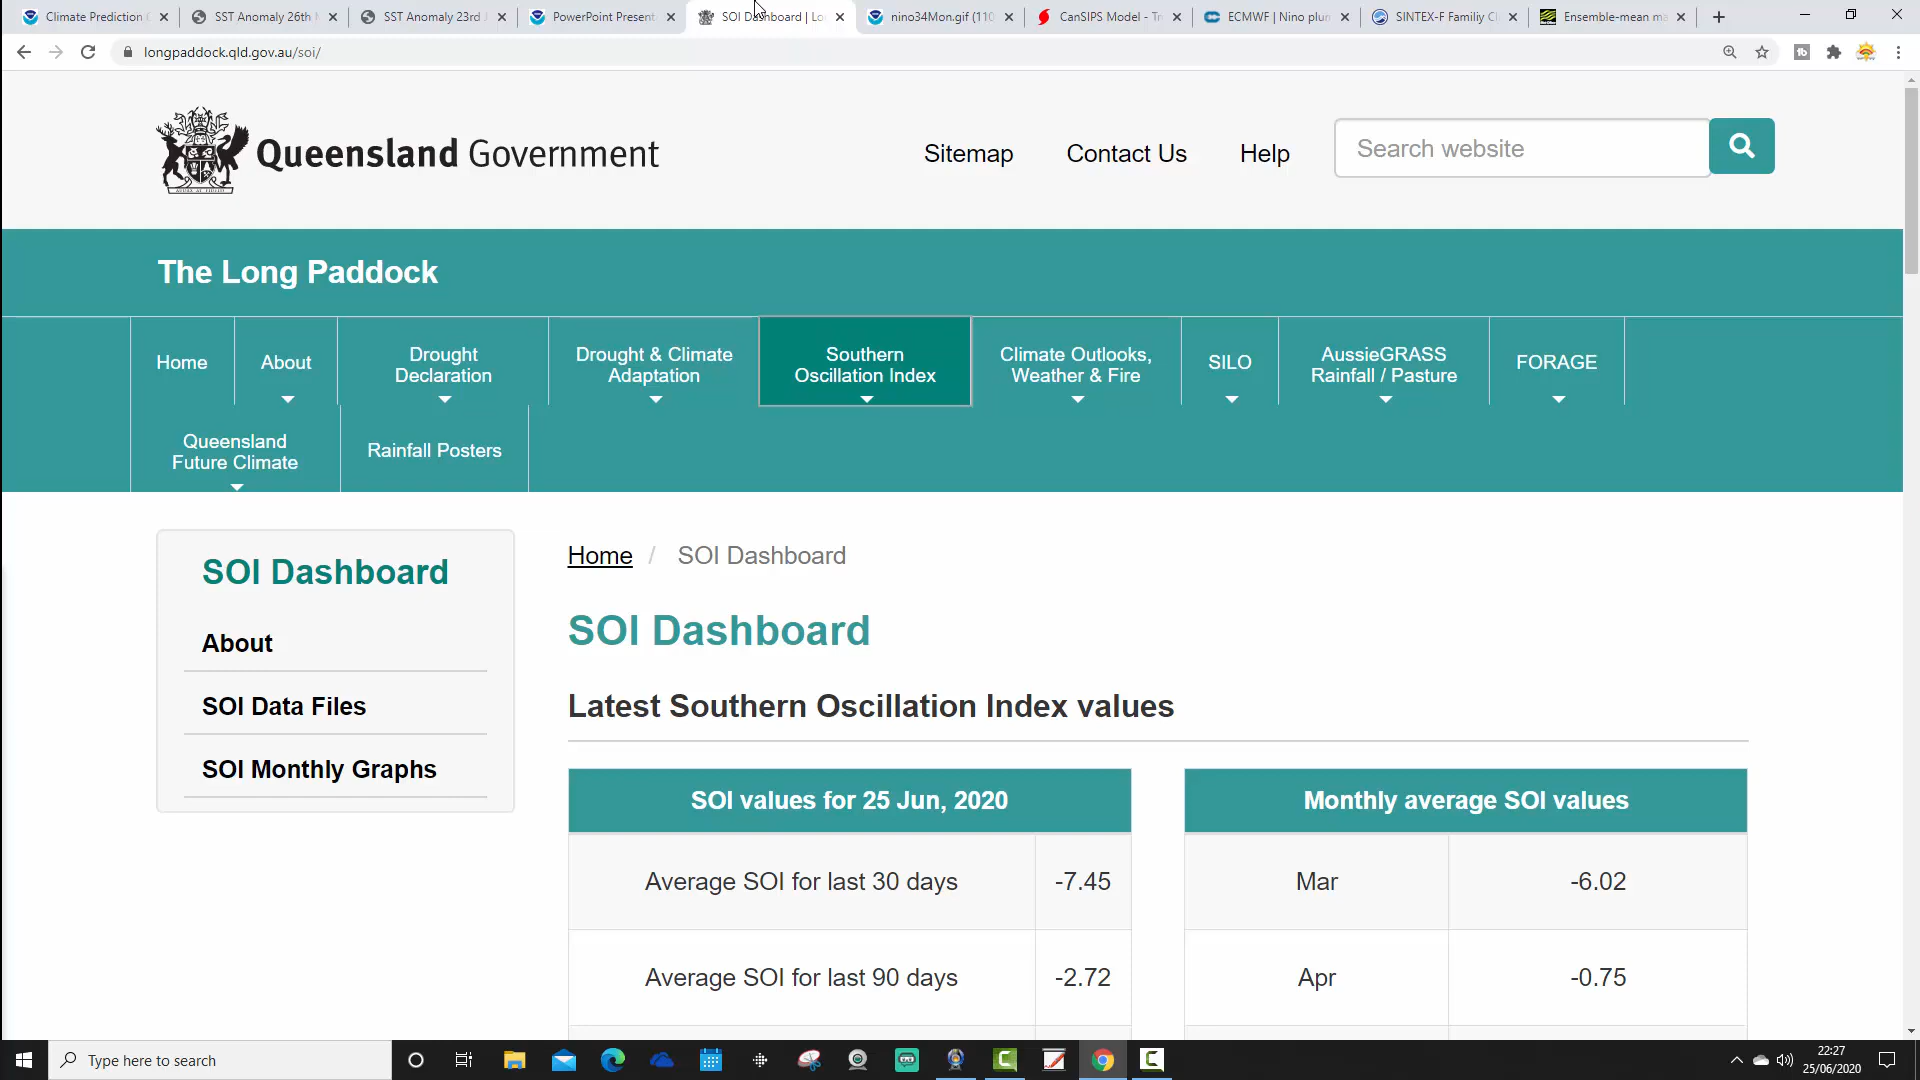 Climate Prediction C
SST Anomaly 26th
SST Anomaly 23rd
PowerPoint Present
SOI Dashboard | Lo
nino34Mon.gif (110
CanSIPS Model - Tr
ECMWF | Nino plum
SINTEX-F Familiy Cl
Ensemble-mean m
longpaddock.qld.gov.au/soi/
Queensland Government
Sitemap
Contact Us
Help
Search website
The Long Paddock
Home
About
Drought
Declaration
Drought & Climate
Adaptation
Southern
Oscillation Index
Climate Outlooks,
Weather & Fire
SILO
AussieGRASS
Rainfall / Pasture
FORAGE
Queensland
Future Climate
Rainfall Posters
SOI Dashboard
About
SOI Data Files
SOI Monthly Graphs
Home / SOI Dashboard
SOI Dashboard
Latest Southern Oscillation Index values
SOI values for 25 Jun, 2020
Average SOI for last 30 days -7.45
Average SOI for last 90 days -2.72
Monthly average SOI values
Mar -6.02
Apr -0.75
Type here to search
22:27
25/06/2020